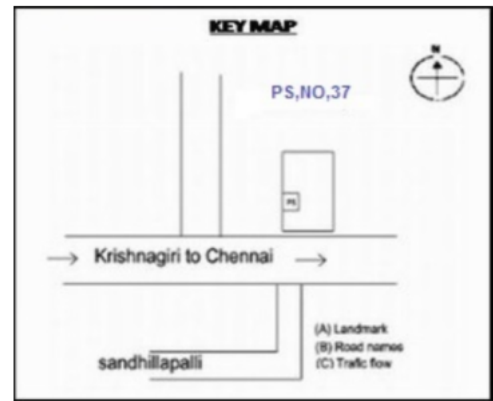 KEY MAP
N
PS,NO,37
PS
Krishnagiri to Chennai
(A) Landmark
(B) Road names
(C) Trafic flow
sandhillapalli